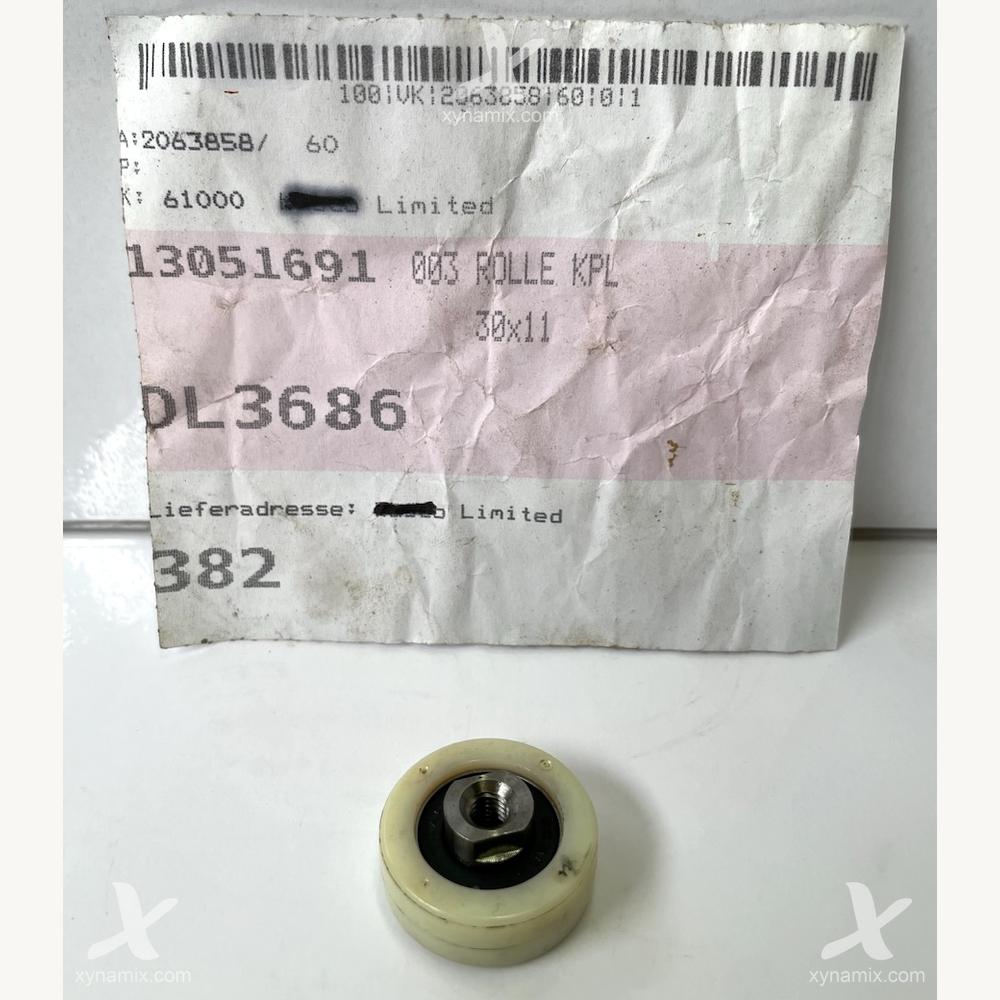 100|VK|2063858|60|0|1
xynamix.com
A:2063858/ 60
P:
K: 61000 Limited
13051691 003 ROLLE KPL
30x11
DL3686
Lieferadresse: Limited
382
xynamix.com
xynamix.com